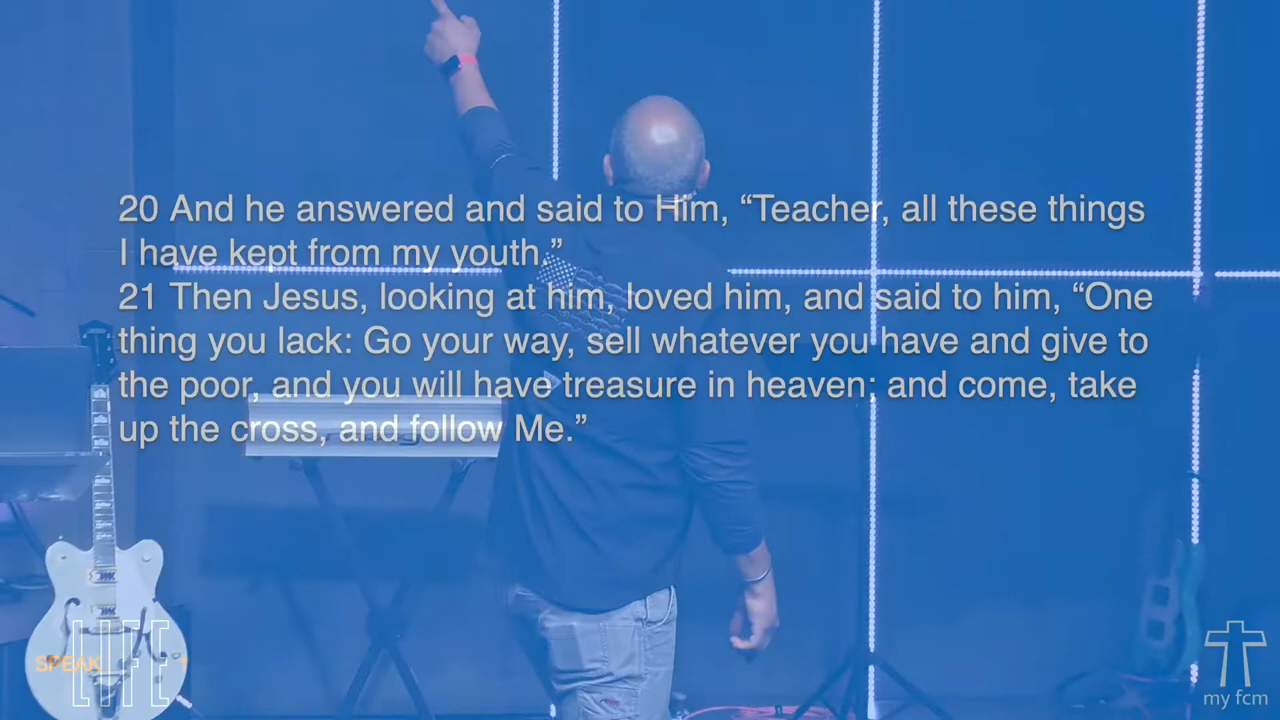 20 And he answered and said to Him, “Teacher, all these things
I have kept from my youth.”
21 Then Jesus, looking at him, loved him, and said to him, “One
thing you lack: Go your way, sell whatever you have and give to
the poor, and you will have treasure in heaven; and come, take
up the cross, and follow Me.”
SPEAK
LIFE
my fcm